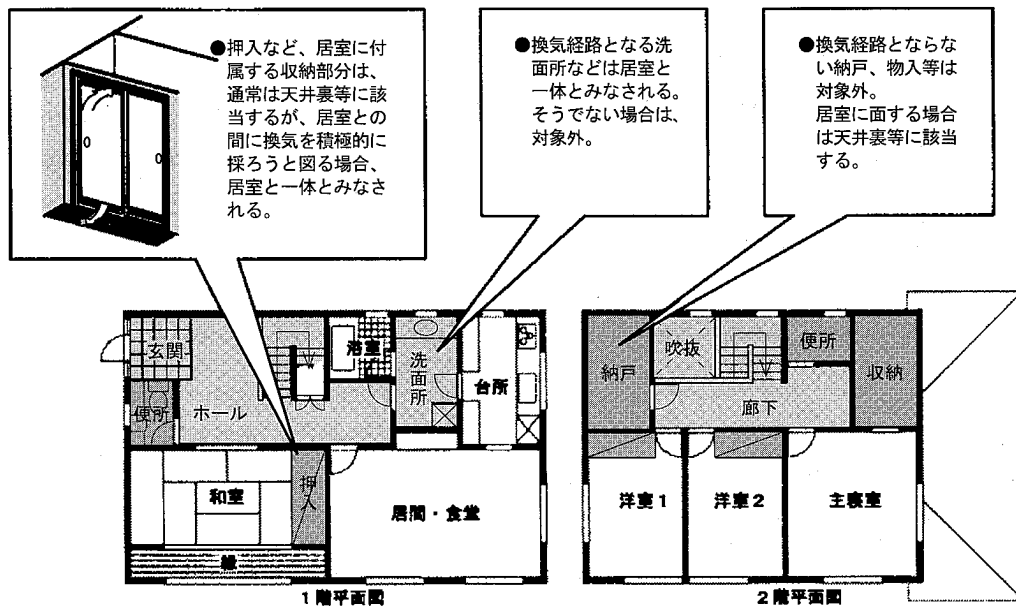 ●押入など、居室に付
属する収納部分は、
通常は天井裏等に該
当するが、居室との
間に換気を積極的に
採ろうと図る場合、
居室と一体とみなさ
れる。
●換気経路となる洗
面所などは居室と
一体とみなされる。
そうでない場合は、
対象外。
●換気経路とならな
い納戸、物入等は
対象外。
居室に面する場合
は天井裏等に該当
する。
玄関
便所
ホール
浴室
洗面所
台所
和室
押入
縁
居間・食堂
1階平面図
納戸
吹抜
便所
収納
廊下
洋室1
洋室2
主寝室
2階平面図